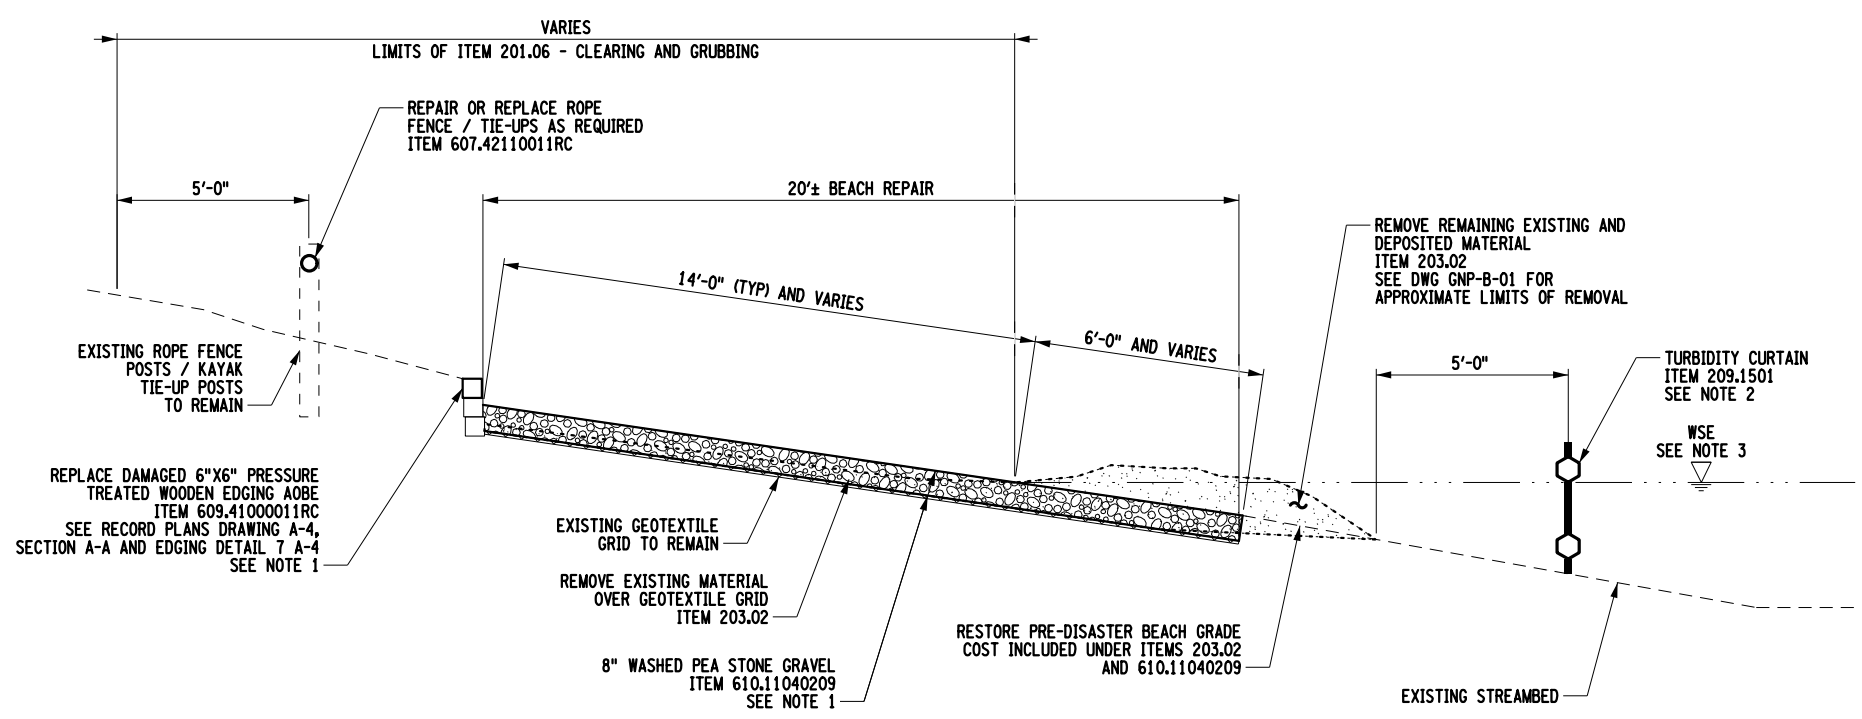 VARIES
LIMITS OF ITEM 201.06 - CLEARING AND GRUBBING
REPAIR OR REPLACE ROPE
FENCE / TIE-UPS AS REQUIRED
ITEM 607.42110011RC
5'-0"
20'± BEACH REPAIR
REMOVE REMAINING EXISTING AND
DEPOSITED MATERIAL
ITEM 203.02
SEE DWG GNP-B-01 FOR
APPROXIMATE LIMITS OF REMOVAL
14'-0" (TYP) AND VARIES
6'-0" AND VARIES
EXISTING ROPE FENCE
POSTS / KAYAK
TIE-UP POSTS
TO REMAIN
5'-0"
TURBIDITY CURTAIN
ITEM 209.1501
SEE NOTE 2
WSE
SEE NOTE 3
REPLACE DAMAGED 6"X6" PRESSURE
TREATED WOODEN EDGING AOBE
ITEM 609.41000011RC
SEE RECORD PLANS DRAWING A-4,
SECTION A-A AND EDGING DETAIL 7 A-4
SEE NOTE 1
EXISTING GEOTEXTILE
GRID TO REMAIN
REMOVE EXISTING MATERIAL
OVER GEOTEXTILE GRID
ITEM 203.02
8" WASHED PEA STONE GRAVEL
ITEM 610.11040209
SEE NOTE 1
RESTORE PRE-DISASTER BEACH GRADE
COST INCLUDED UNDER ITEMS 203.02
AND 610.11040209
EXISTING STREAMBED